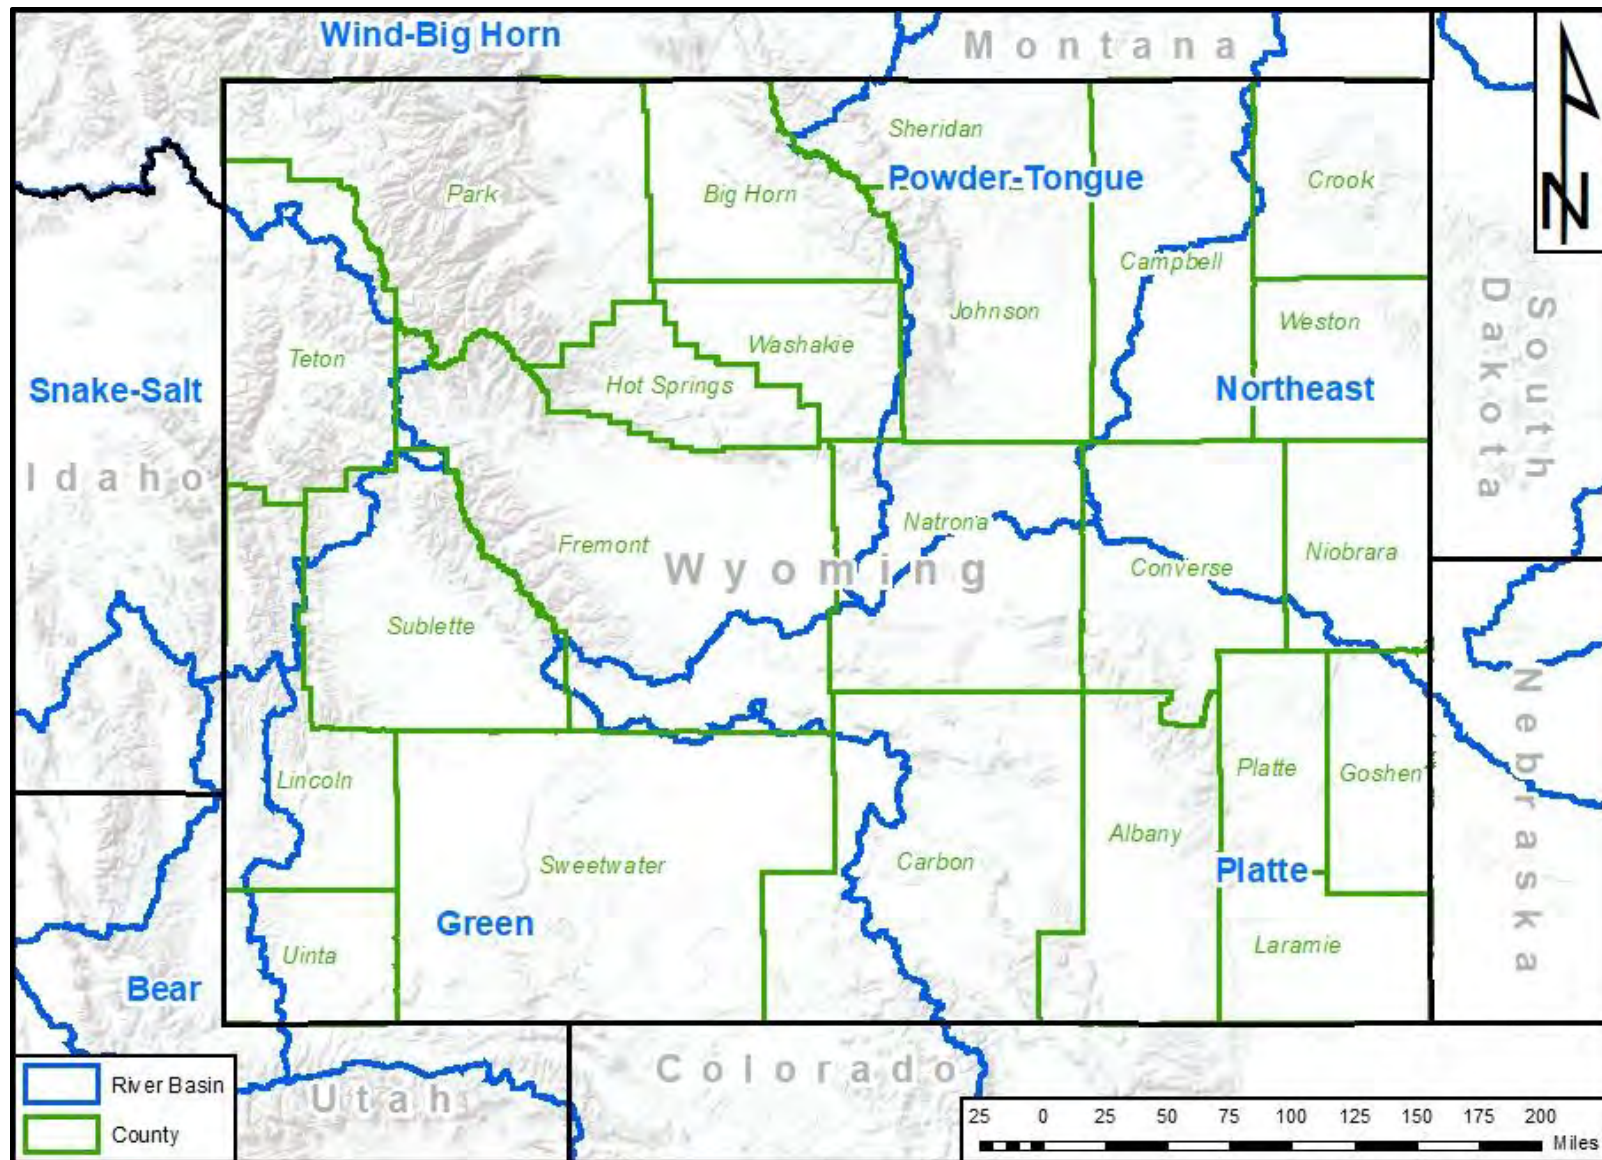 Wind-Big Horn
Montana
Sheridan
Powder-Tongue
Park
Big Horn
Crook
Campbell
Johnson
Weston
Washakie
Teton
Hot Springs
Snake-Salt
Northeast
South
Dakota
Idaho
Natrona
Fremont
Wyoming
Converse
Niobrara
Sublette
Nebraska
Lincoln
Platte
Goshen
Albany
Sweetwater
Carbon
Platte
Green
Uinta
Laramie
Bear
Colorado
Utah
River Basin
County
25 0 25 50 75 100 125 150 175 200
Miles
N